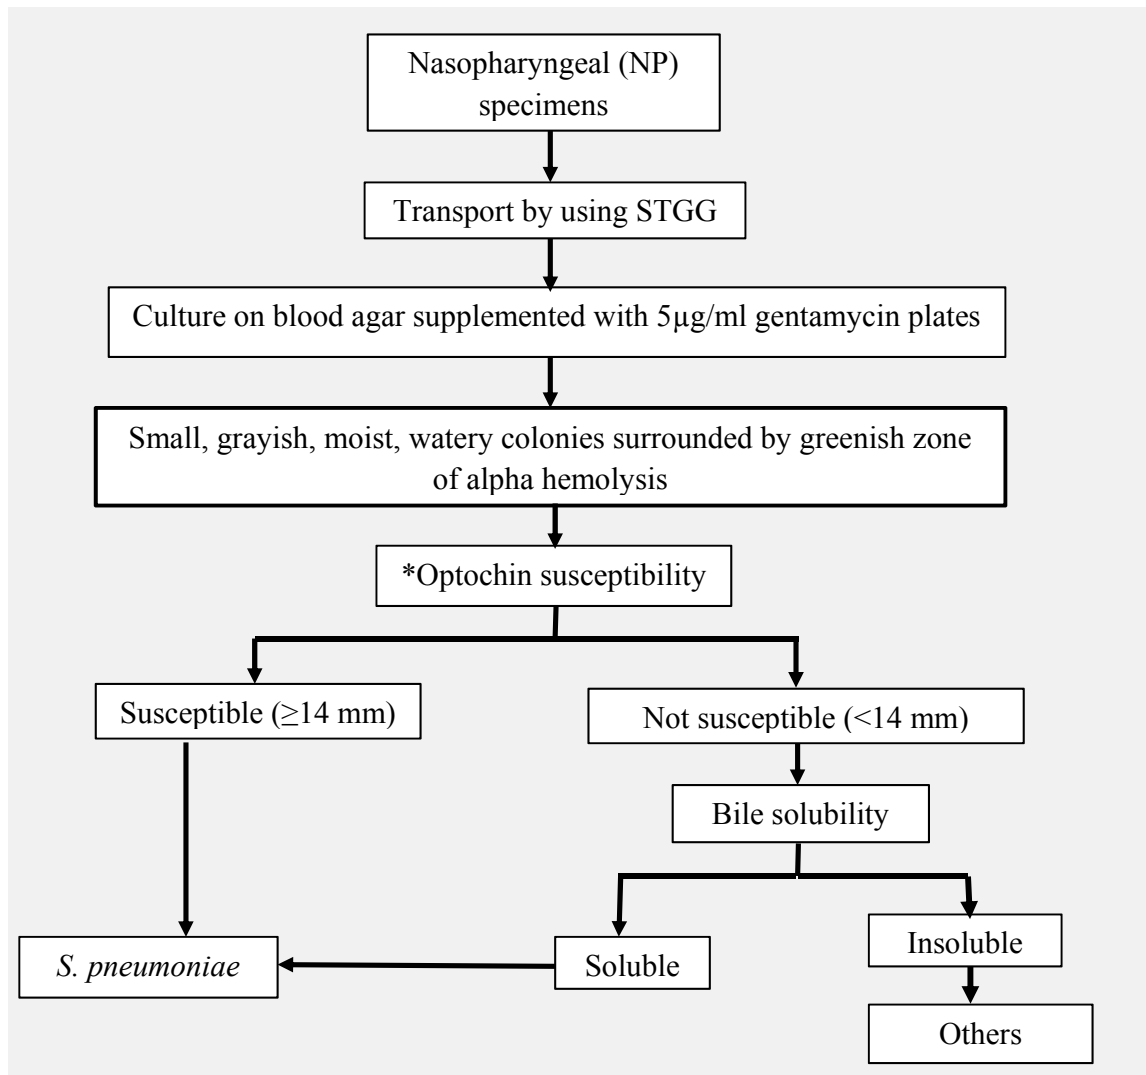 Nasopharyngeal (NP)
specimens
Transport by using STGG
Culture on blood agar supplemented with 5µg/ml gentamycin plates
Small, grayish, moist, watery colonies surrounded by greenish zone
of alpha hemolysis
*Optochin susceptibility
Susceptible (≥14 mm)
Not susceptible (<14 mm)
Bile solubility
S. pneumoniae
Soluble
Insoluble
Others